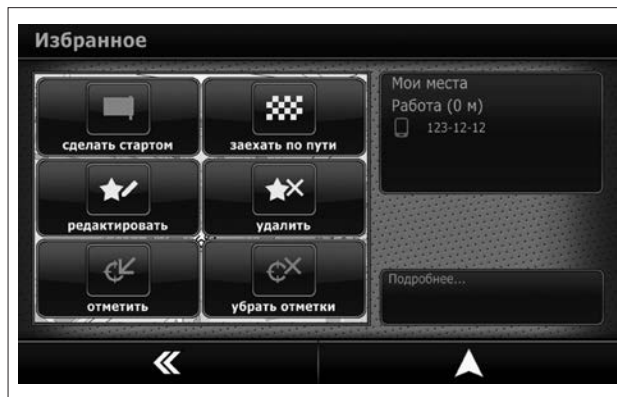 Избранное
сделать стартом
заехать по пути
редактировать
удалить
отметить
убрать отметки
Мои места
Работа (0 м)
123-12-12
Подробнее...